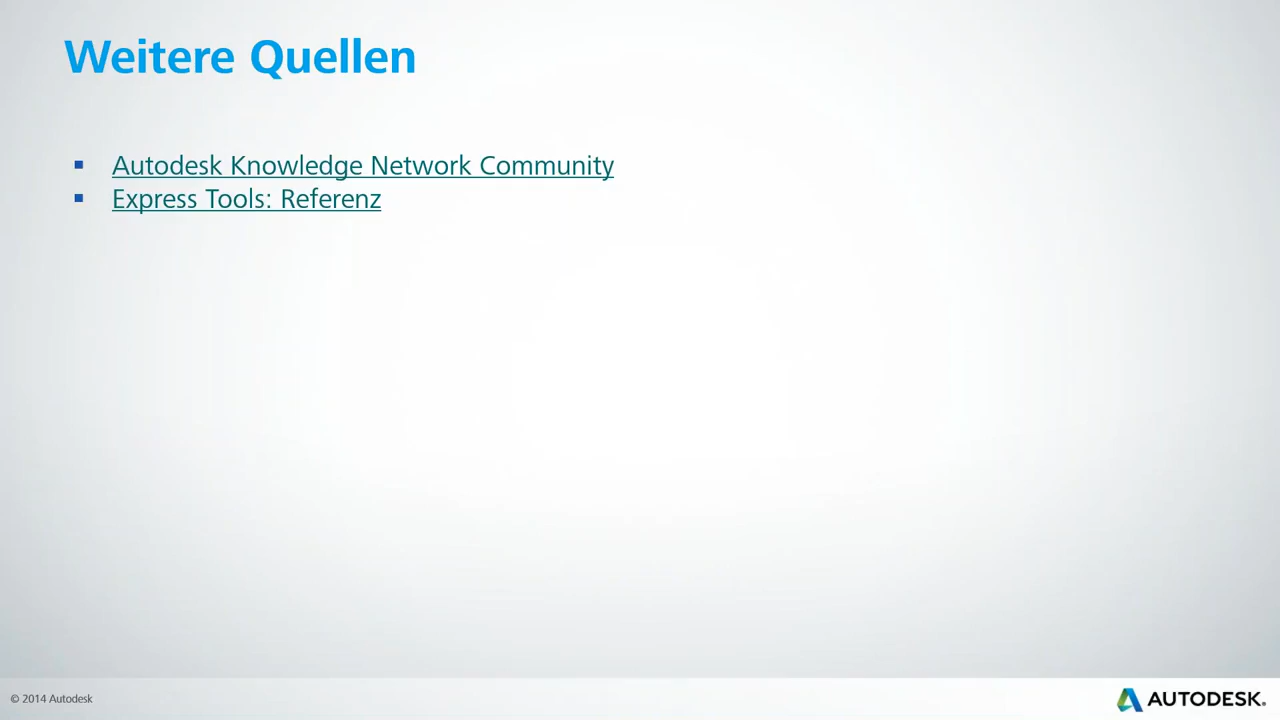 Weitere Quellen
Autodesk Knowledge Network Community
Express Tools: Referenz
© 2014 Autodesk
AUTODESK.